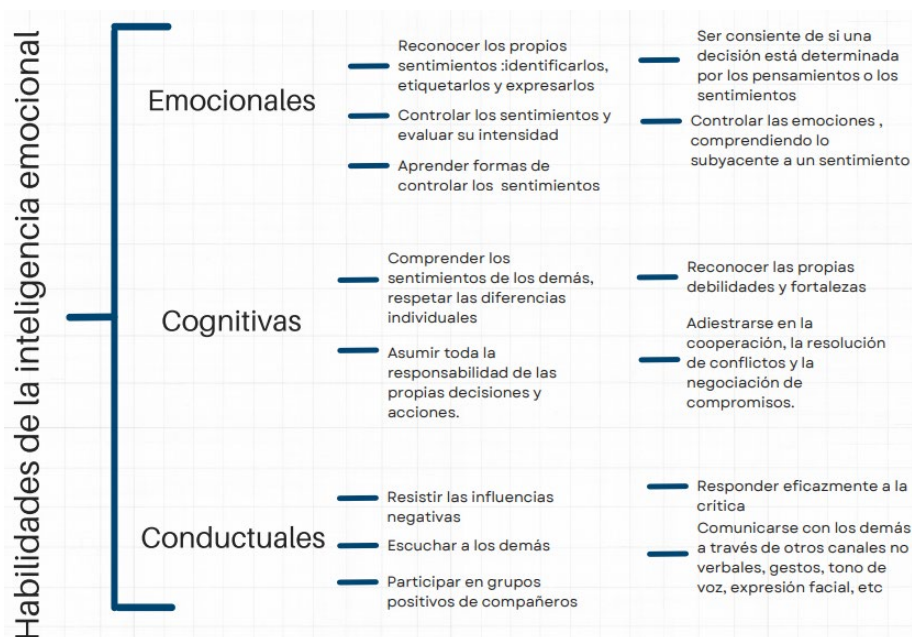 Habilidades de la inteligencia emocional
Emocionales
Reconocer los propios
sentimientos :identificarlos,
etiquetarlos y expresarlos
Controlar los sentimientos y
evaluar su intensidad
Aprender formas de
controlar los sentimientos
Ser consiente de si una
decisión está determinada
por los pensamientos o los
sentimientos
Controlar las emociones ,
comprendiendo lo
subyacente a un sentimiento
Cognitivas
Comprender los
sentimientos de los demás,
respetar las diferencias
individuales
Asumir toda la
responsabilidad de las
propias decisiones y
acciones.
Reconocer las propias
debilidades y fortalezas
Adiestrarse en la
cooperación, la resolución
de conflictos y la
negociación de
compromisos.
Conductuales
Resistir las influencias
negativas
Escuchar a los demás
Participar en grupos
positivos de compañeros
Responder eficazmente a la
critica
Comunicarse con los demás
a través de otros canales no
verbales, gestos, tono de
voz, expresión facial, etc